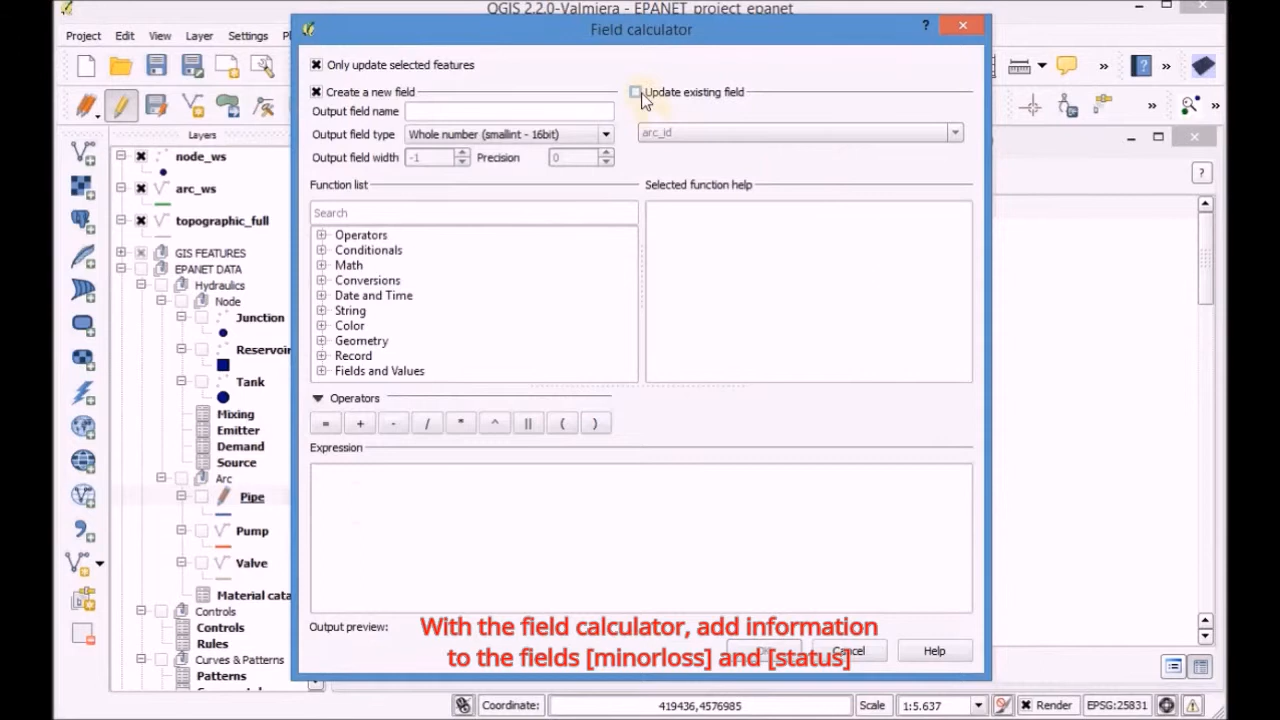 QGIS 2.2.0-Valmiera - EPANET_project_epanet
Project Edit View Layer Settings
Field calculator
?
Only update selected features
Create a new field
Update existing field
Output field name
arc_id
Output field type Whole number (smallint - 16bit)
Output field width -1 Precision 0
Function list
Selected function help
Search
Operators
Conditionals
Math
Conversions
Date and Time
String
Color
Geometry
Record
Fields and Values
Operators
= + - / * ^ || ( )
Expression
Output preview:
Cancel
Help
With the field calculator, add information
to the fields [minorloss] and [status]
Layers
node_ws
arc_ws
topographic_full
GIS FEATURES
EPANET DATA
Hydraulics
Node
Junction
Reservoir
Tank
Mixing
Emitter
Demand
Source
Arc
Pipe
Pump
Valve
Material cata
Controls
Controls
Rules
Curves & Patterns
Patterns
Coordinate: 419436,4576985 Scale 1:5.637 Render EPSG:25831